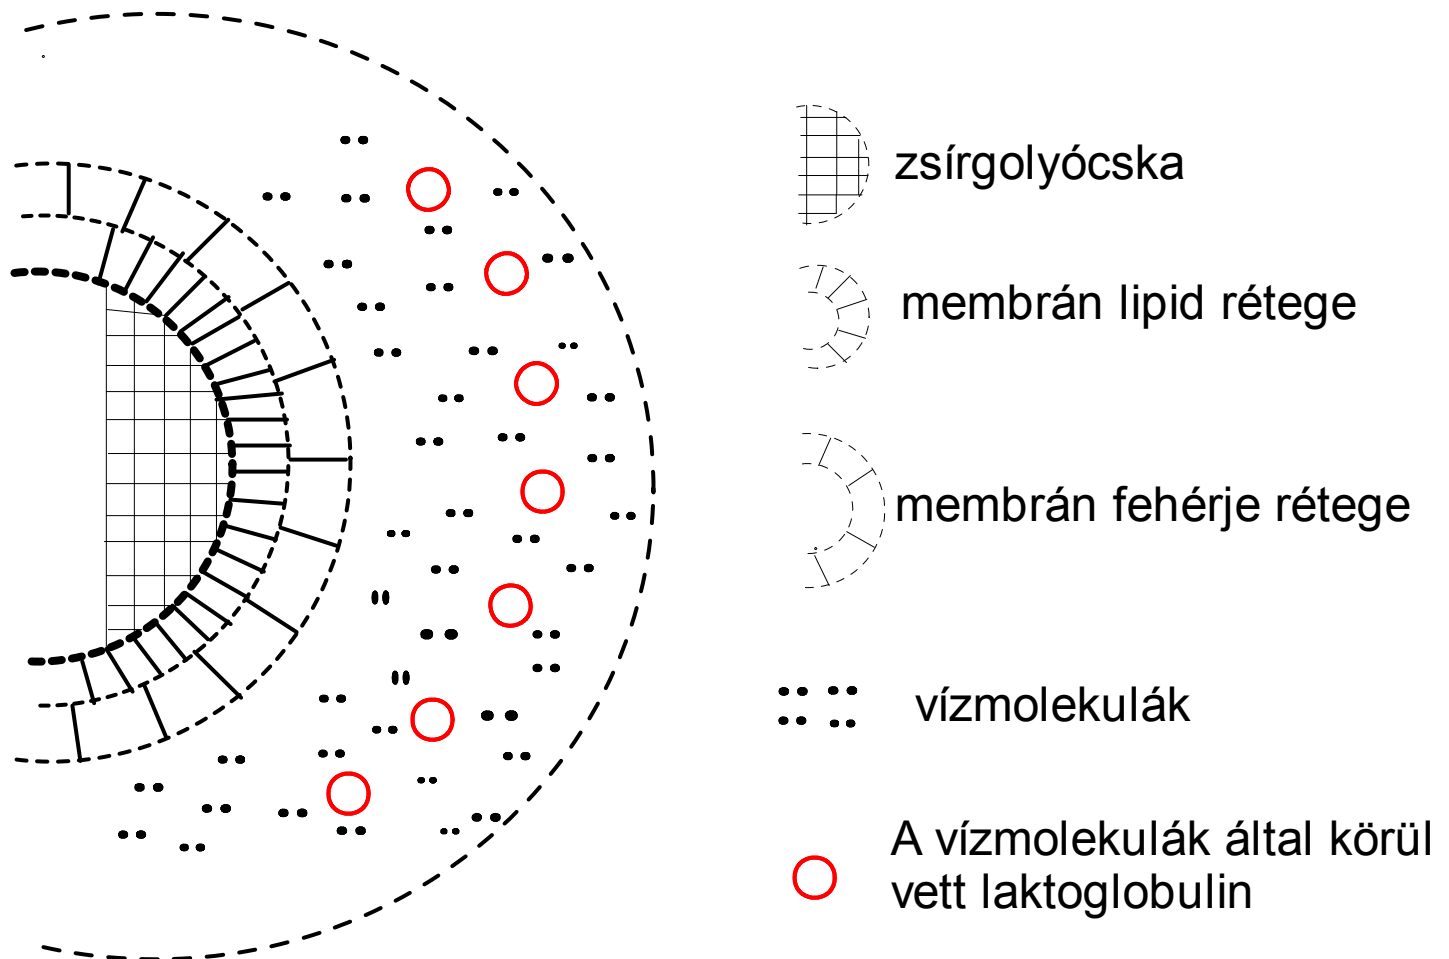 zsírgolyócska
membrán lipid rétege
membrán fehérje rétege
vízmolekulák
A vízmolekulák által körül
vett laktoglobulin